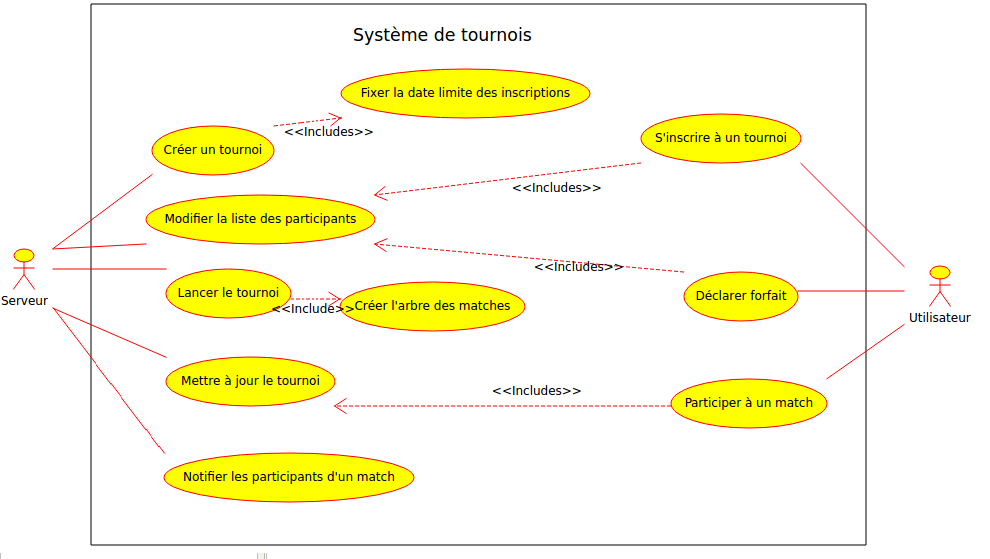 Système de tournois
Fixer la date limite des inscriptions
<<Includes>>
S'inscrire à un tournoi
Créer un tournoi
<<Includes>>
Modifier la liste des participants
<<Includes>>
Lancer le tournoi
Déclarer forfait
Serveur
<<Include>>
Créer l'arbre des matches
Utilisateur
Mettre à jour le tournoi
<<Includes>>
Participer à un match
Notifier les participants d'un match